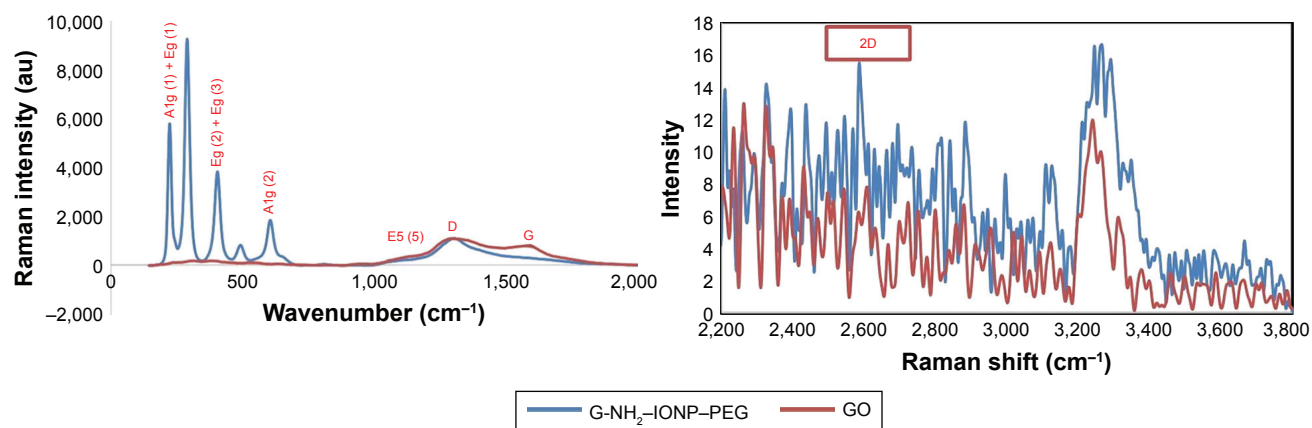 10,000
8,000
6,000
4,000
2,000
0
–2,000
Raman intensity (au)
A1g (1) + Eg (1)
Eg (2) + Eg (3)
A1g (2)
E5 (5)
D
G
0
500
1,000
1,500
2,000
Wavenumber (cm–1)
18
16
14
12
10
8
6
4
2
0
Intensity
2D
2,200
2,400
2,600
2,800
3,000
3,200
3,400
3,600
3,800
Raman shift (cm–1)
G-NH2–IONP–PEG
GO